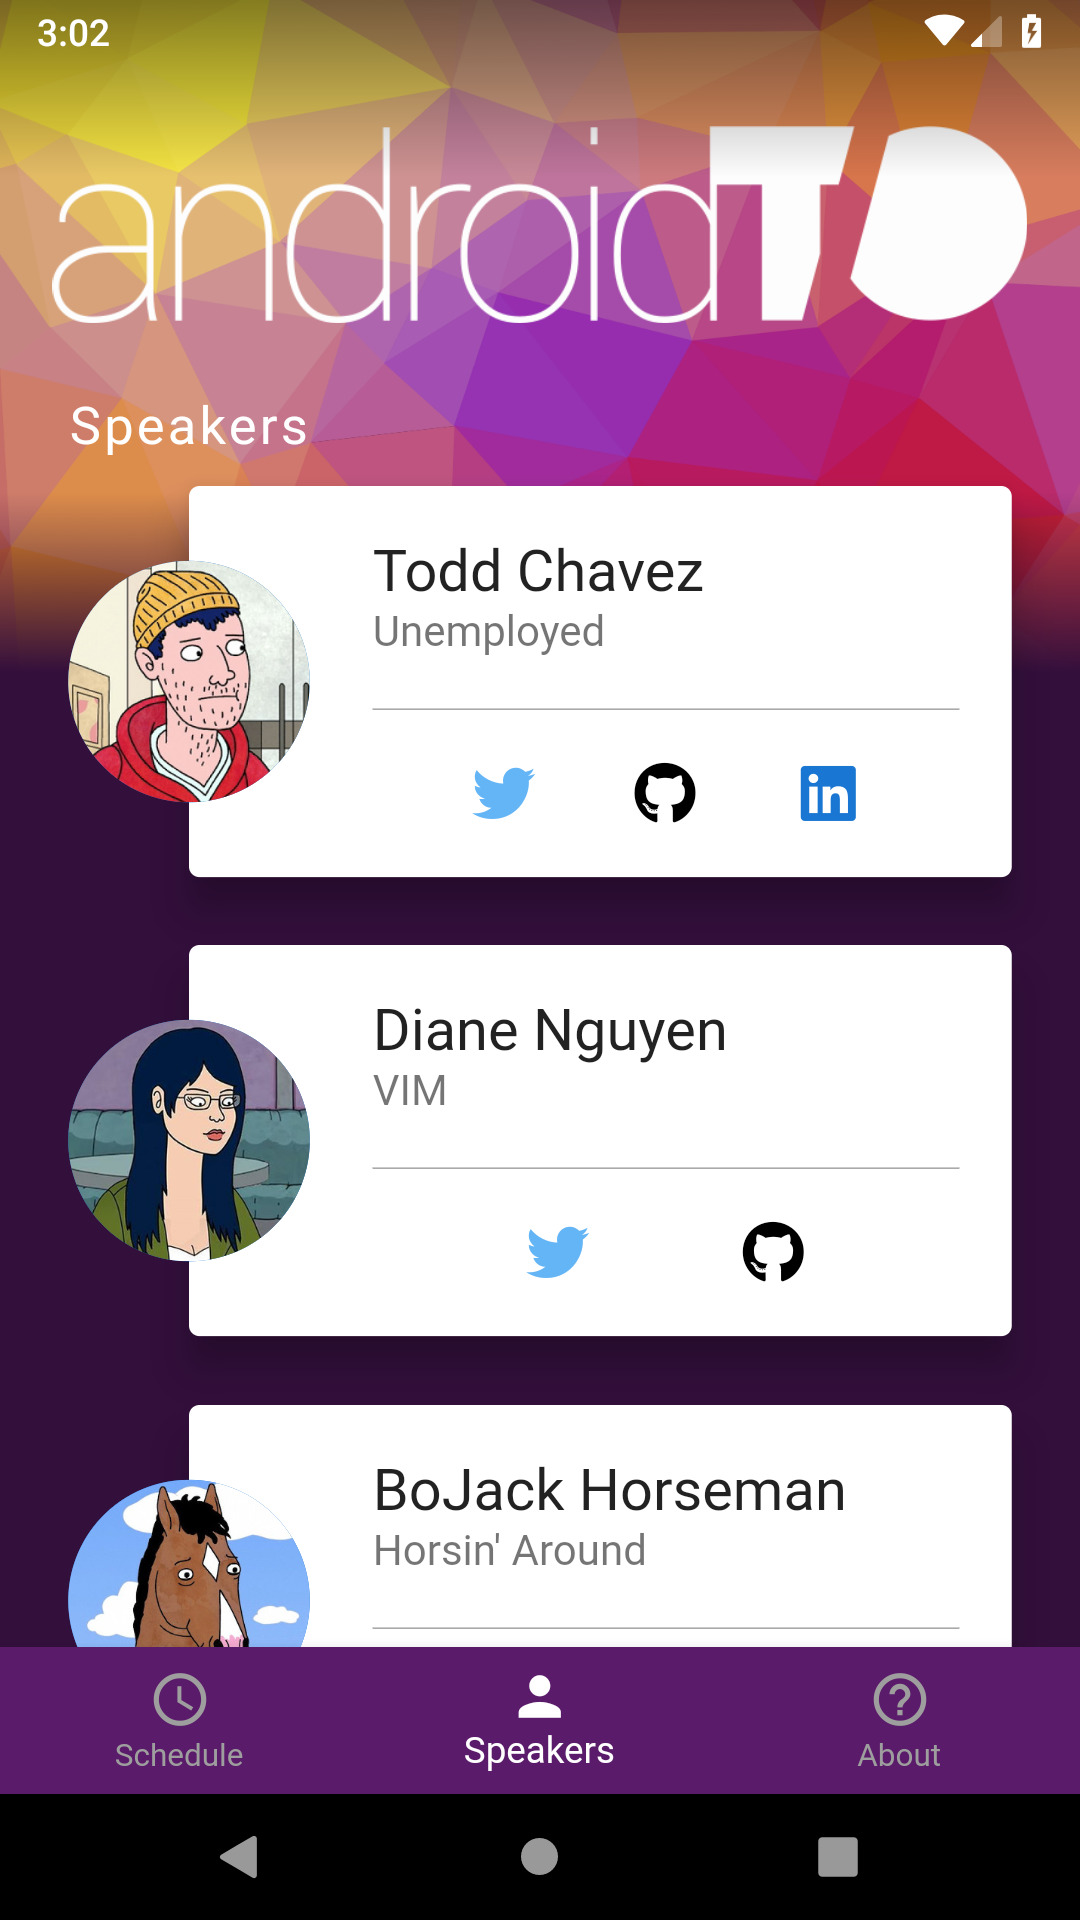 3:02
androidTO
Speakers
Todd Chavez
Unemployed
in
Diane Nguyen
VIM
BoJack Horseman
Horsin' Around
Schedule
Speakers
About